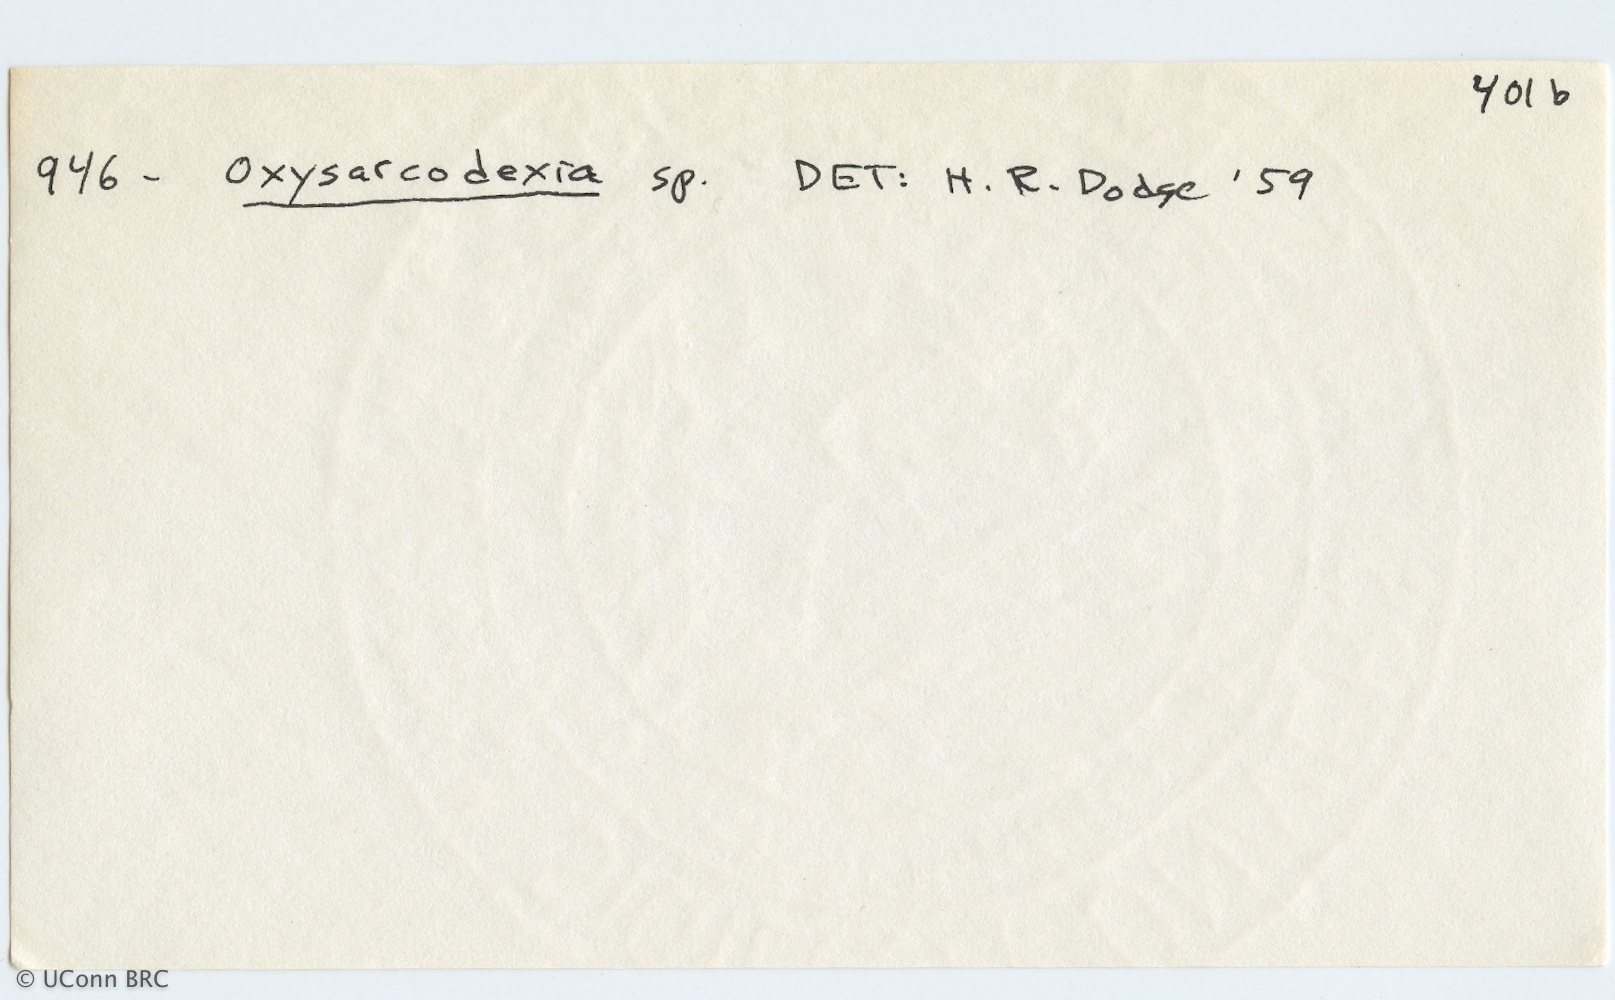 401b
946 - Oxysarcodexia sp. DET: H. R. Dodge '59
© UConn BRC